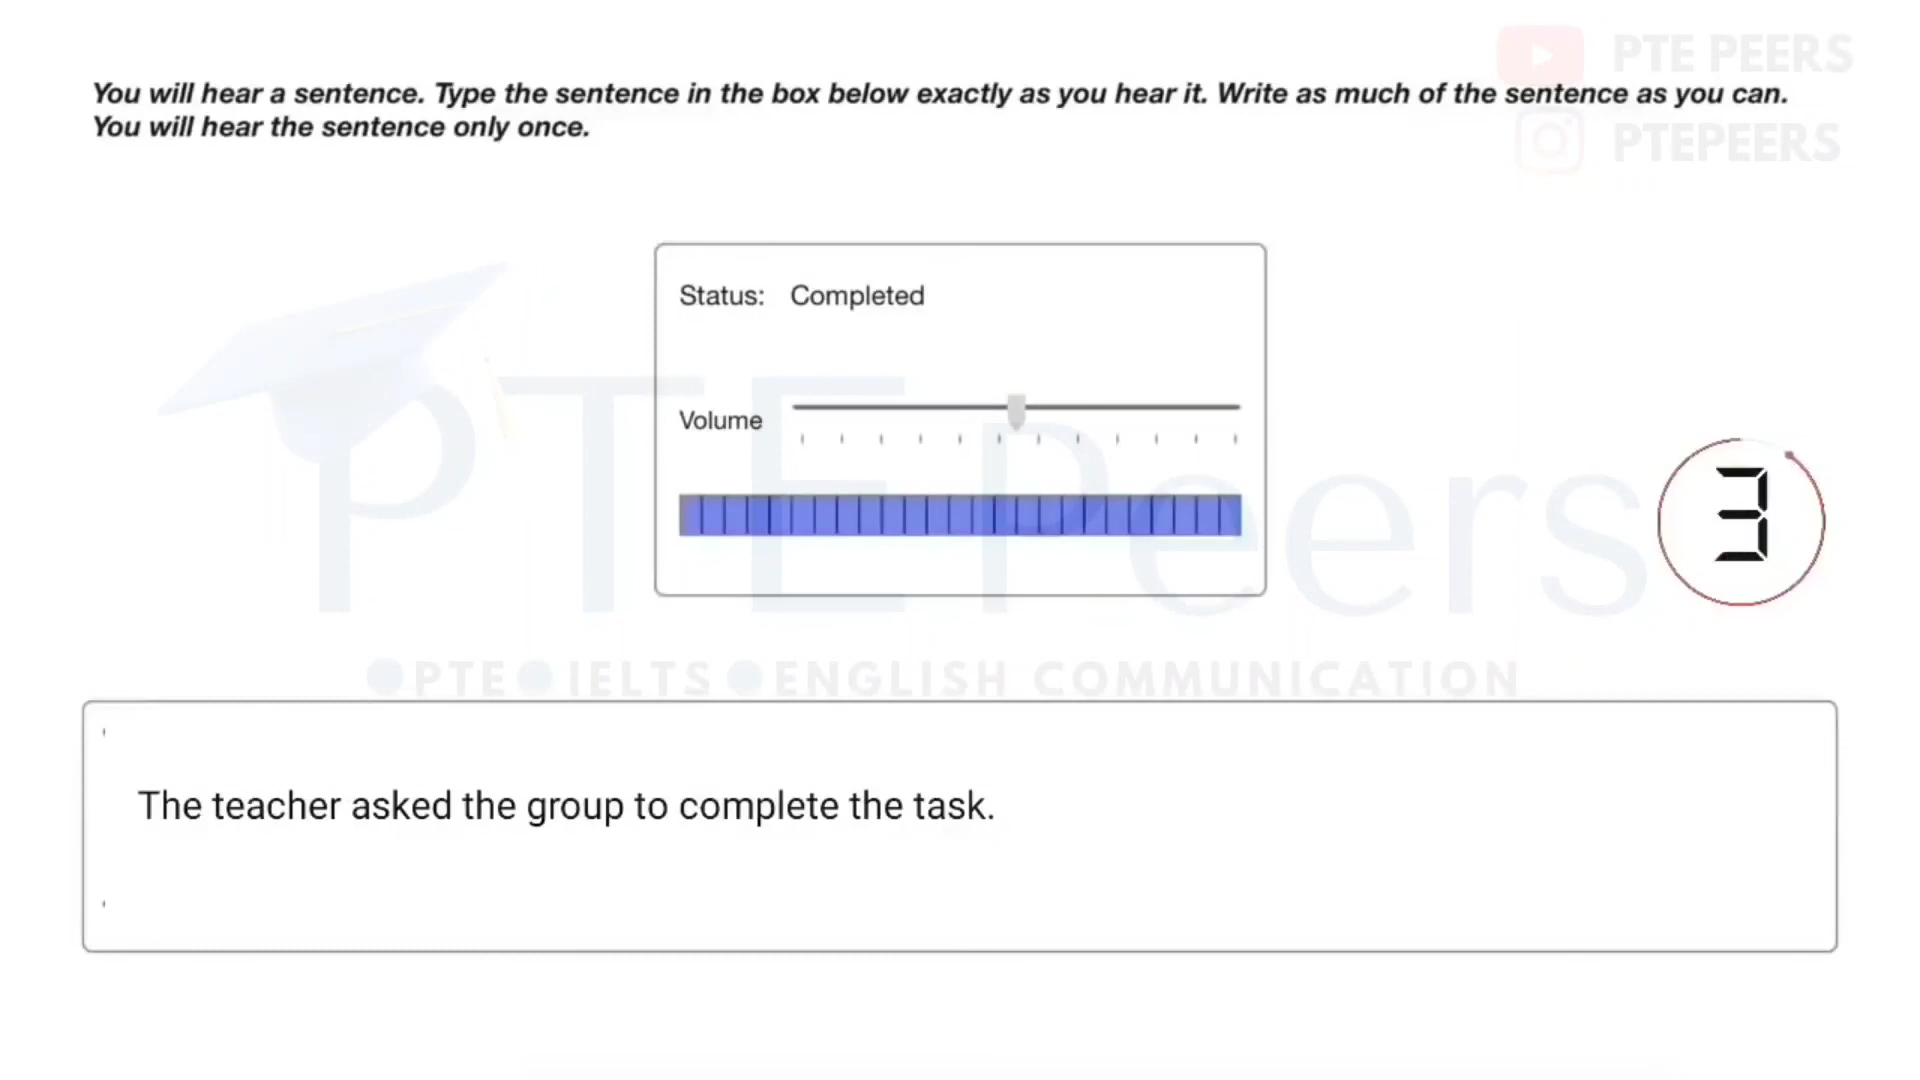 PTE PEERS
You will hear a sentence. Type the sentence in the box below exactly as you hear it. Write as much of the sentence as you can.
You will hear the sentence only once.
PTEPEERS
Status: Completed
Volume
PTE Peers
3
PTE IELTS ENGLISH COMMUNICATION
The teacher asked the group to complete the task.